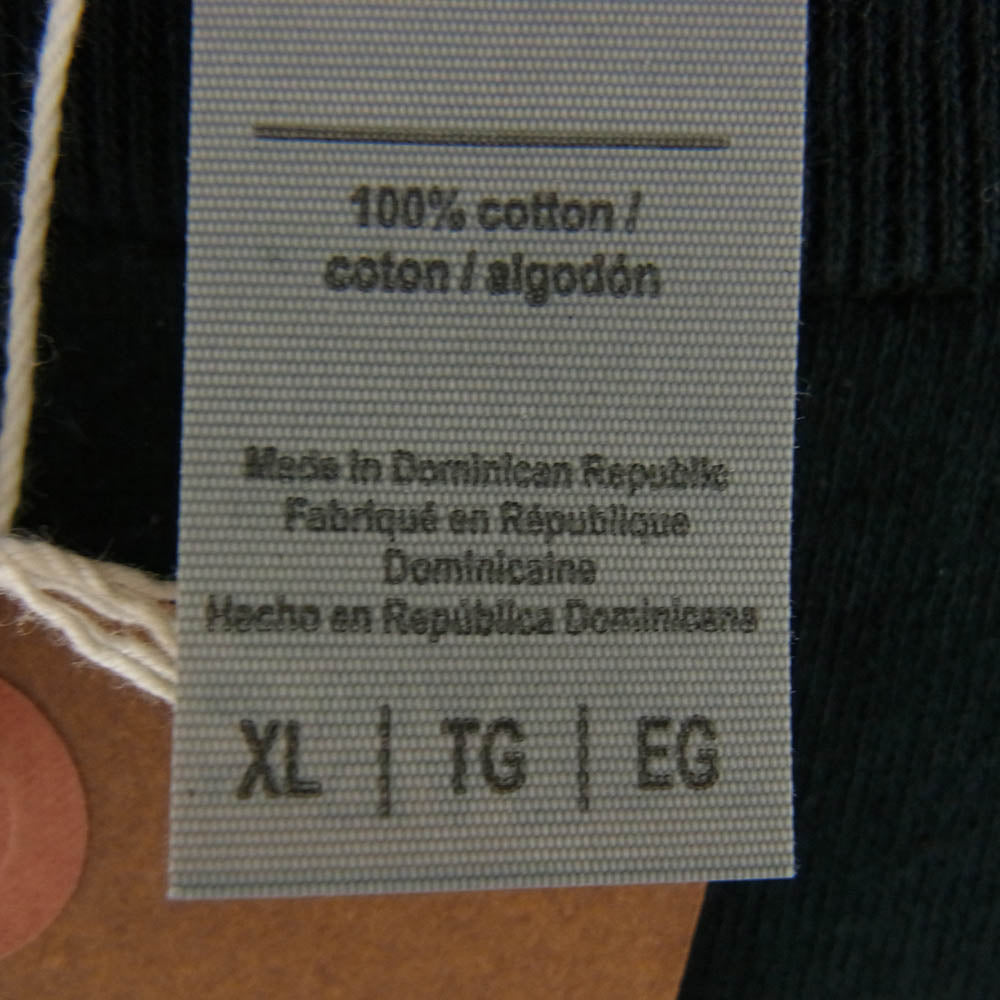 100% cotton /
coton / algodón
Made in Dominican Republic
Fabriqué en République
Dominicaine
Hecho en República Dominicana
XL | TG | EG